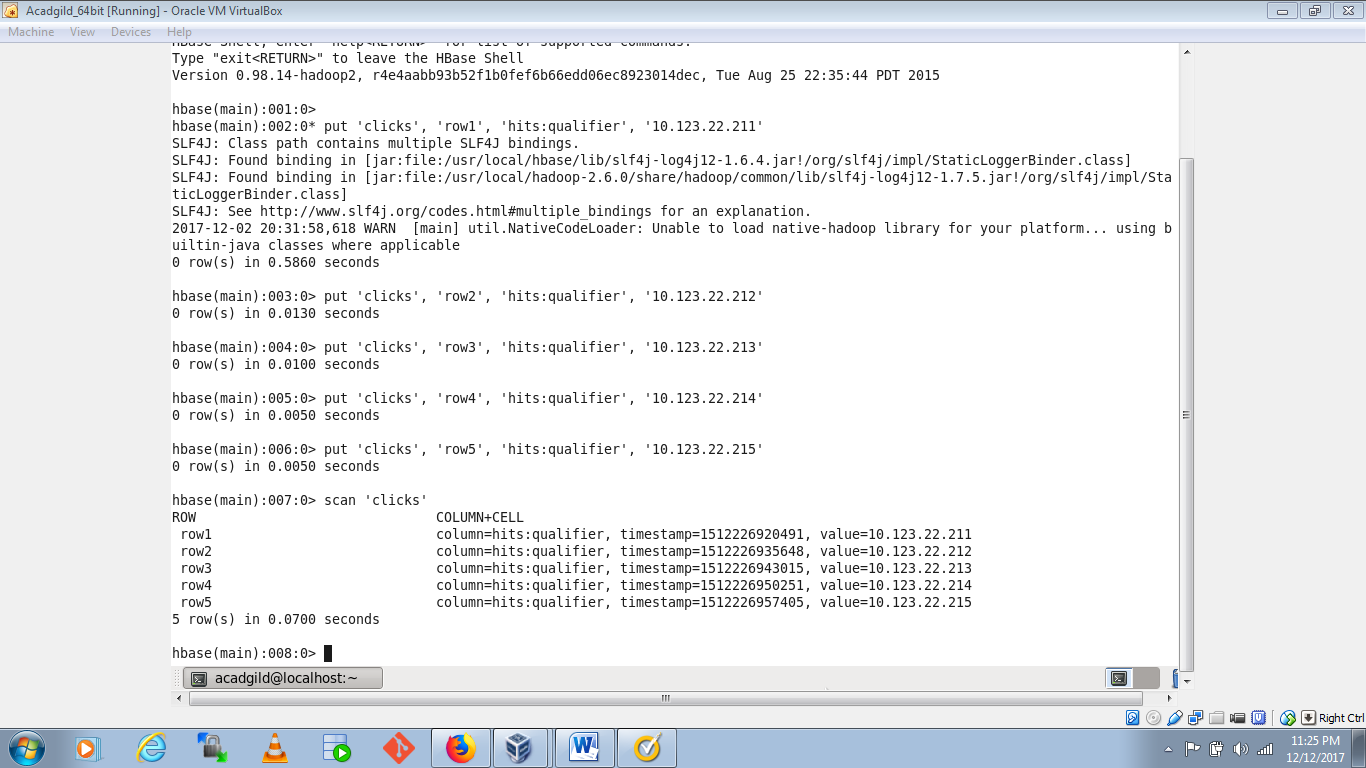 Acadgild_64bit [Running] - Oracle VM VirtualBox
Machine View Devices Help
HBase Shell; enter 'help<RETURN>' for list of supported commands.
Type "exit<RETURN>" to leave the HBase Shell
Version 0.98.14-hadoop2, r4e4aabb93b52f1b0fef6b66edd06ec8923014dec, Tue Aug 25 22:35:44 PDT 2015
hbase(main):001:0>
hbase(main):002:0* put 'clicks', 'row1', 'hits:qualifier', '10.123.22.211'
SLF4J: Class path contains multiple SLF4J bindings.
SLF4J: Found binding in [jar:file:/usr/local/hbase/lib/slf4j-log4j12-1.6.4.jar!/org/slf4j/impl/StaticLoggerBinder.class]
SLF4J: Found binding in [jar:file:/usr/local/hadoop-2.6.0/share/hadoop/common/lib/slf4j-log4j12-1.7.5.jar!/org/slf4j/impl/Sta
ticLoggerBinder.class]
SLF4J: See http://www.slf4j.org/codes.html#multiple_bindings for an explanation.
2017-12-02 20:31:58,618 WARN  [main] util.NativeCodeLoader: Unable to load native-hadoop library for your platform... using b
uiltin-java classes where applicable
0 row(s) in 0.5860 seconds
hbase(main):003:0> put 'clicks', 'row2', 'hits:qualifier', '10.123.22.212'
0 row(s) in 0.0130 seconds
hbase(main):004:0> put 'clicks', 'row3', 'hits:qualifier', '10.123.22.213'
0 row(s) in 0.0100 seconds
hbase(main):005:0> put 'clicks', 'row4', 'hits:qualifier', '10.123.22.214'
0 row(s) in 0.0050 seconds
hbase(main):006:0> put 'clicks', 'row5', 'hits:qualifier', '10.123.22.215'
0 row(s) in 0.0050 seconds
hbase(main):007:0> scan 'clicks'
ROW COLUMN+CELL
row1 column=hits:qualifier, timestamp=1512226920491, value=10.123.22.211
row2 column=hits:qualifier, timestamp=1512226935648, value=10.123.22.212
row3 column=hits:qualifier, timestamp=1512226943015, value=10.123.22.213
row4 column=hits:qualifier, timestamp=1512226950251, value=10.123.22.214
row5 column=hits:qualifier, timestamp=1512226957405, value=10.123.22.215
5 row(s) in 0.0700 seconds
hbase(main):008:0>
acadgild@localhost:~
Right Ctrl
11:25 PM
12/12/2017